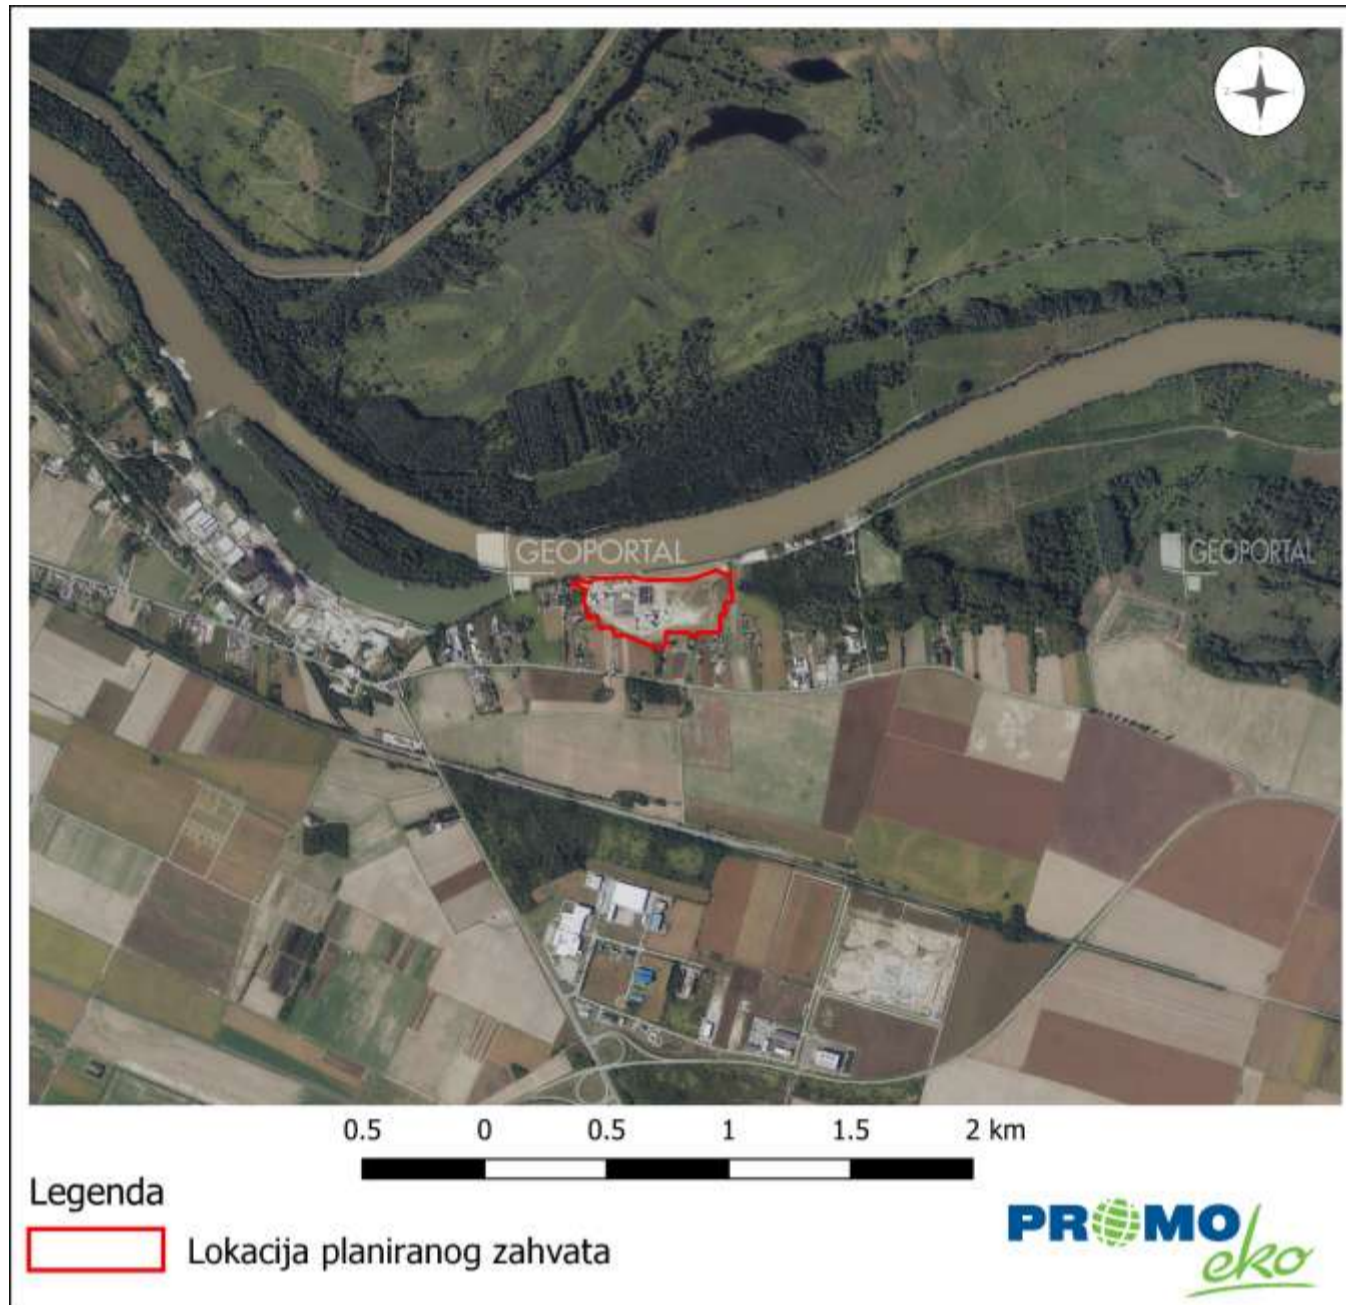 GEOPORTAL
GEOPORTAL
0.5 0 0.5 1 1.5 2 km
Legenda
Lokacija planiranog zahvata
PROMO
eko